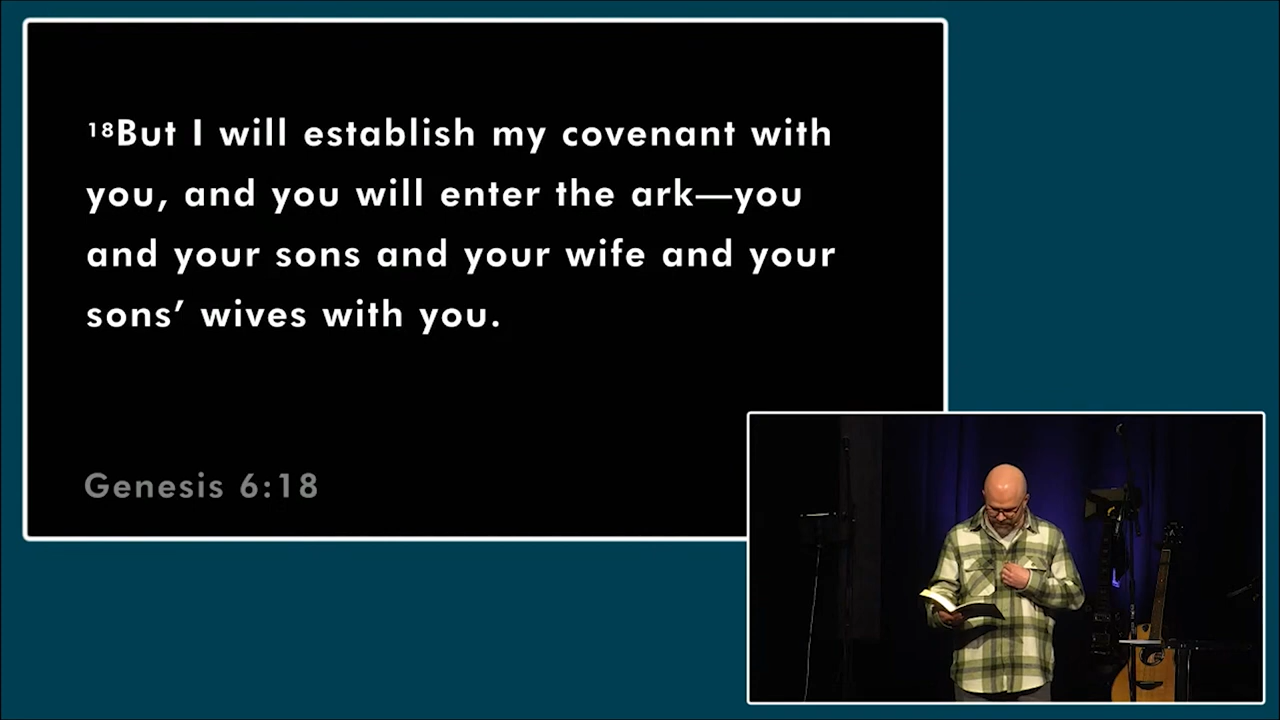 ¹⁸But I will establish my covenant with
you, and you will enter the ark—you
and your sons and your wife and your
sons’ wives with you.
Genesis 6:18